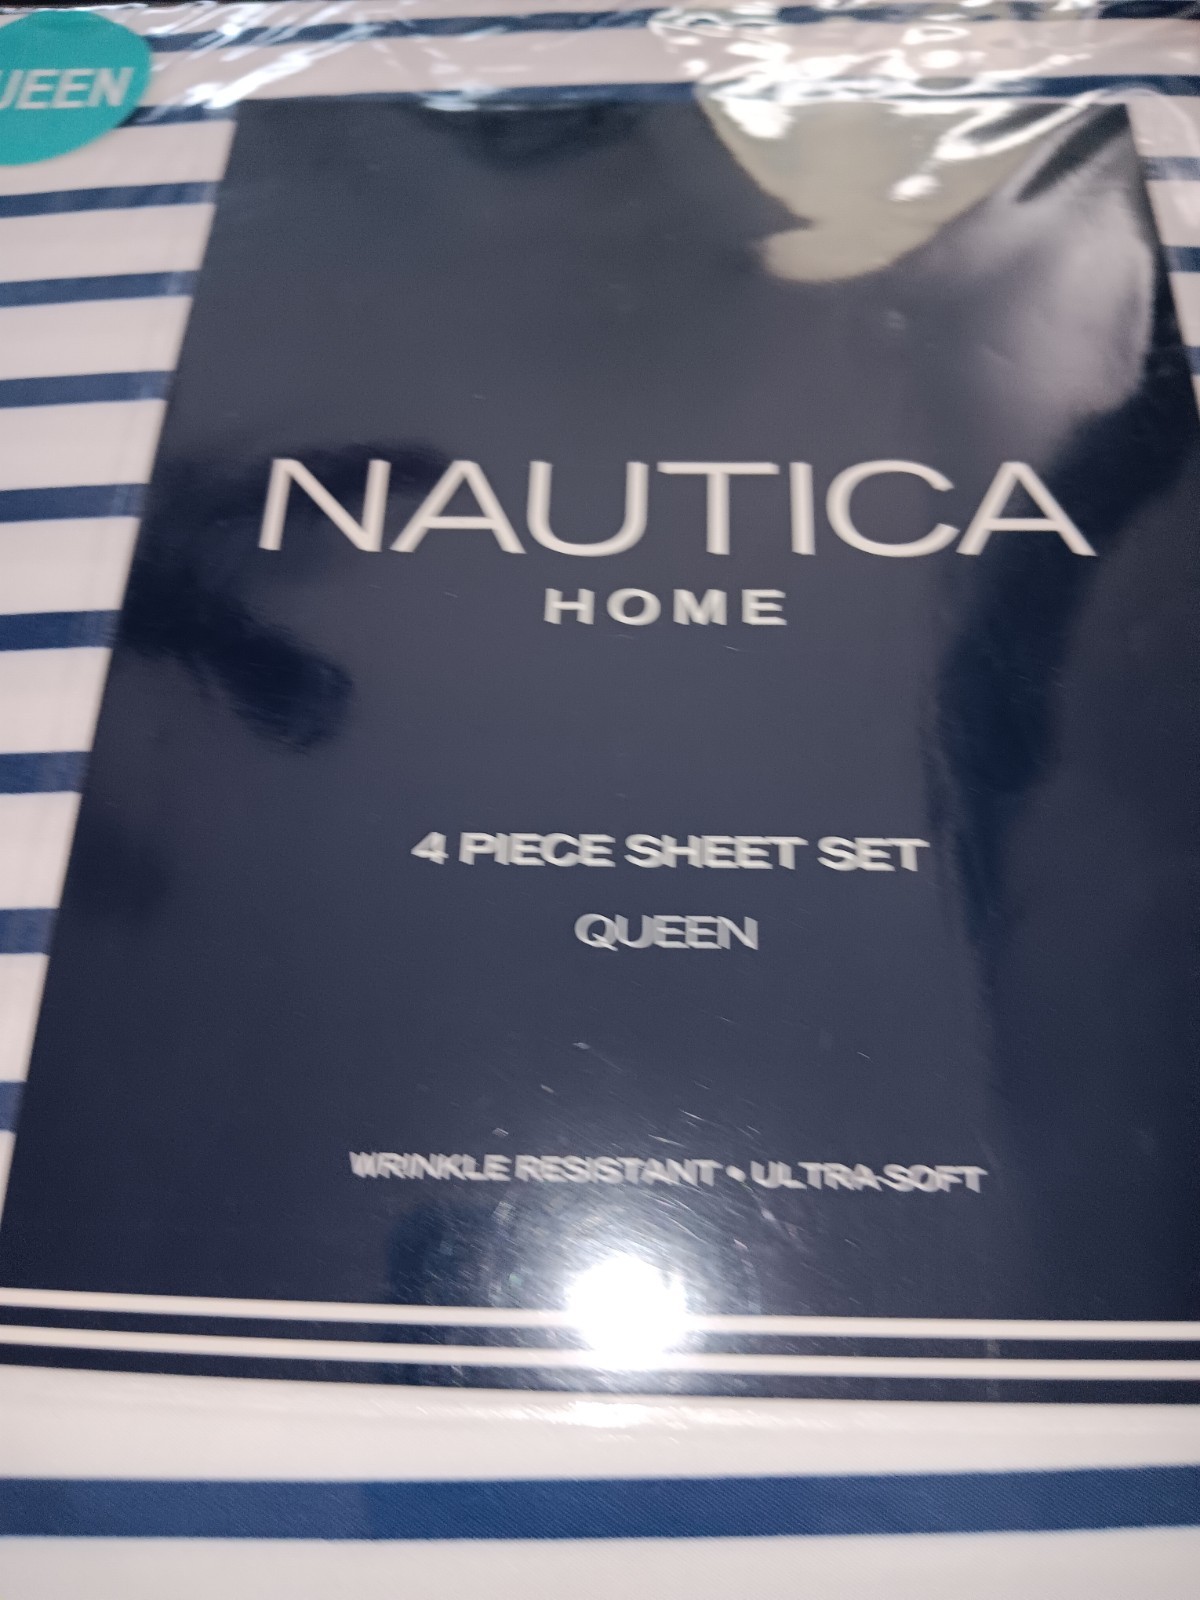 UEEN
NAUTICA
HOME
4 PIECE SHEET SET
QUEEN
WRINKLE RESISTANT • ULTRA-SOFT